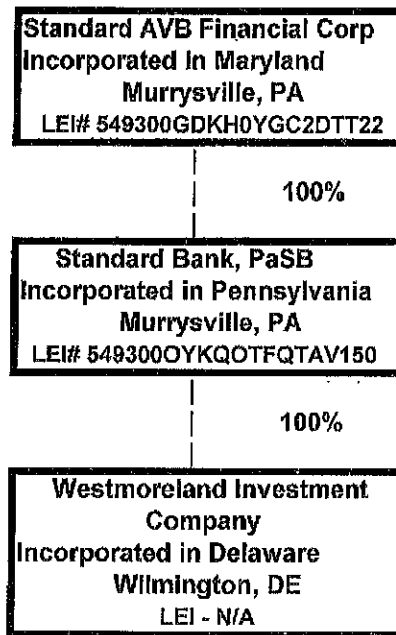 Standard AVB Financial Corp
Incorporated In Maryland
Murrysville, PA
LEI# 549300GDKH0YGC2DTT22
100%
Standard Bank, PaSB
Incorporated in Pennsylvania
Murrysville, PA
LEI# 549300OYKQOTFQTAV150
100%
Westmoreland Investment
Company
Incorporated in Delaware
Wilmington, DE
LEI - N/A